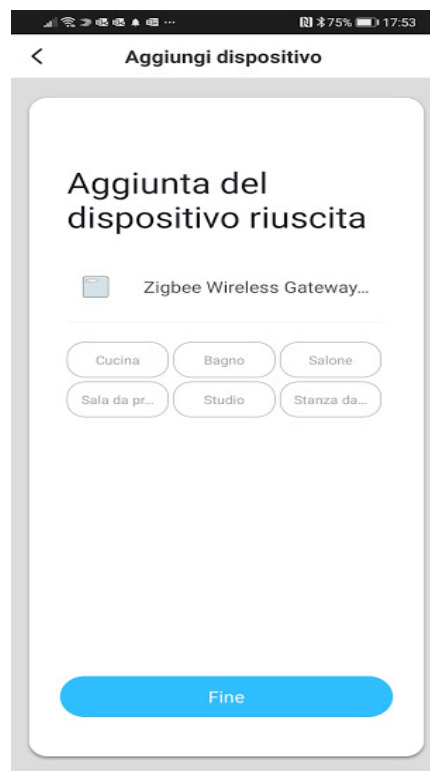 75% 17:53
Aggiungi dispositivo
Aggiunta del
dispositivo riuscita
Zigbee Wireless Gateway...
Cucina Bagno Salone
Sala da pr... Studio Stanza da...
Fine